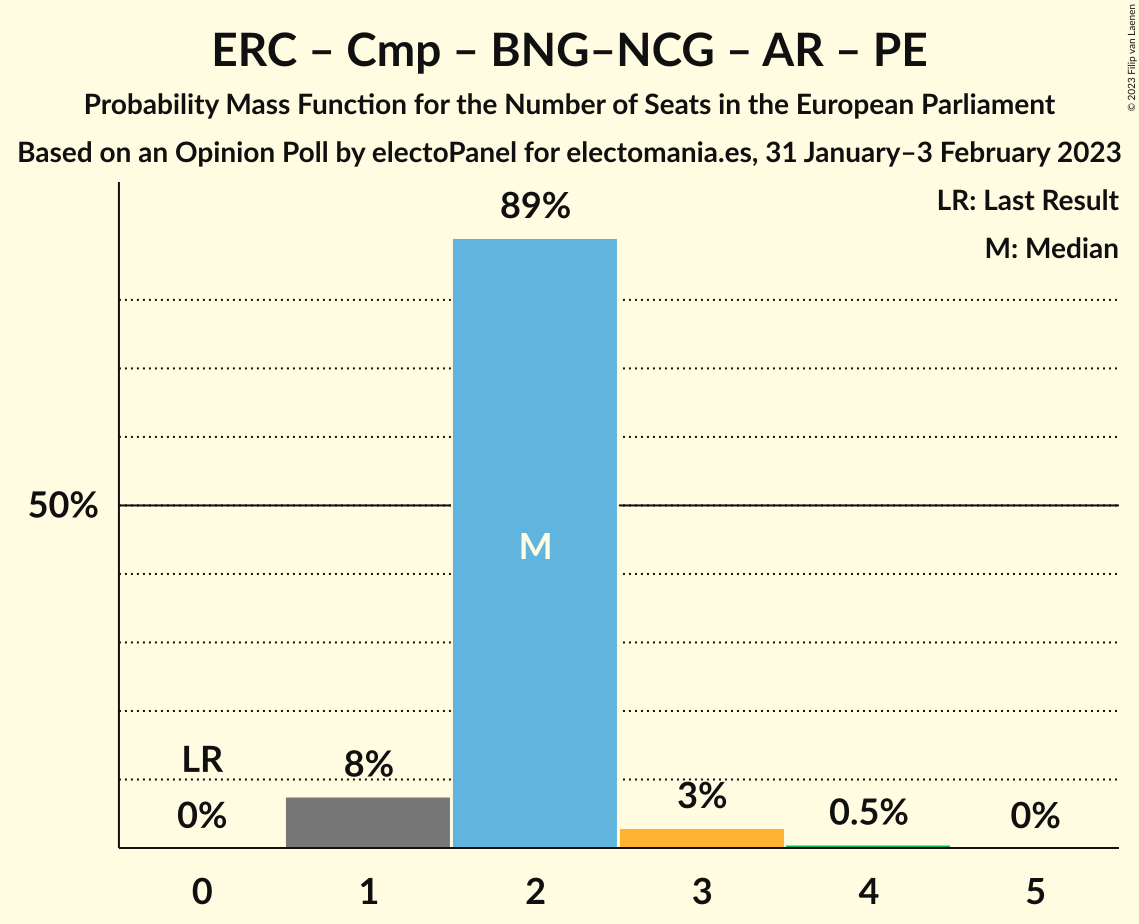 ERC – Cmp – BNG–NCG – AR – PE
Probability Mass Function for the Number of Seats in the European Parliament
Based on an Opinion Poll by electoPanel for electomania.es, 31 January–3 February 2023
© 2023 Filip van Laenen
LR: Last Result
M: Median
89%
50%
M
LR
0%
8%
3%
0.5%
0%
0 1 2 3 4 5